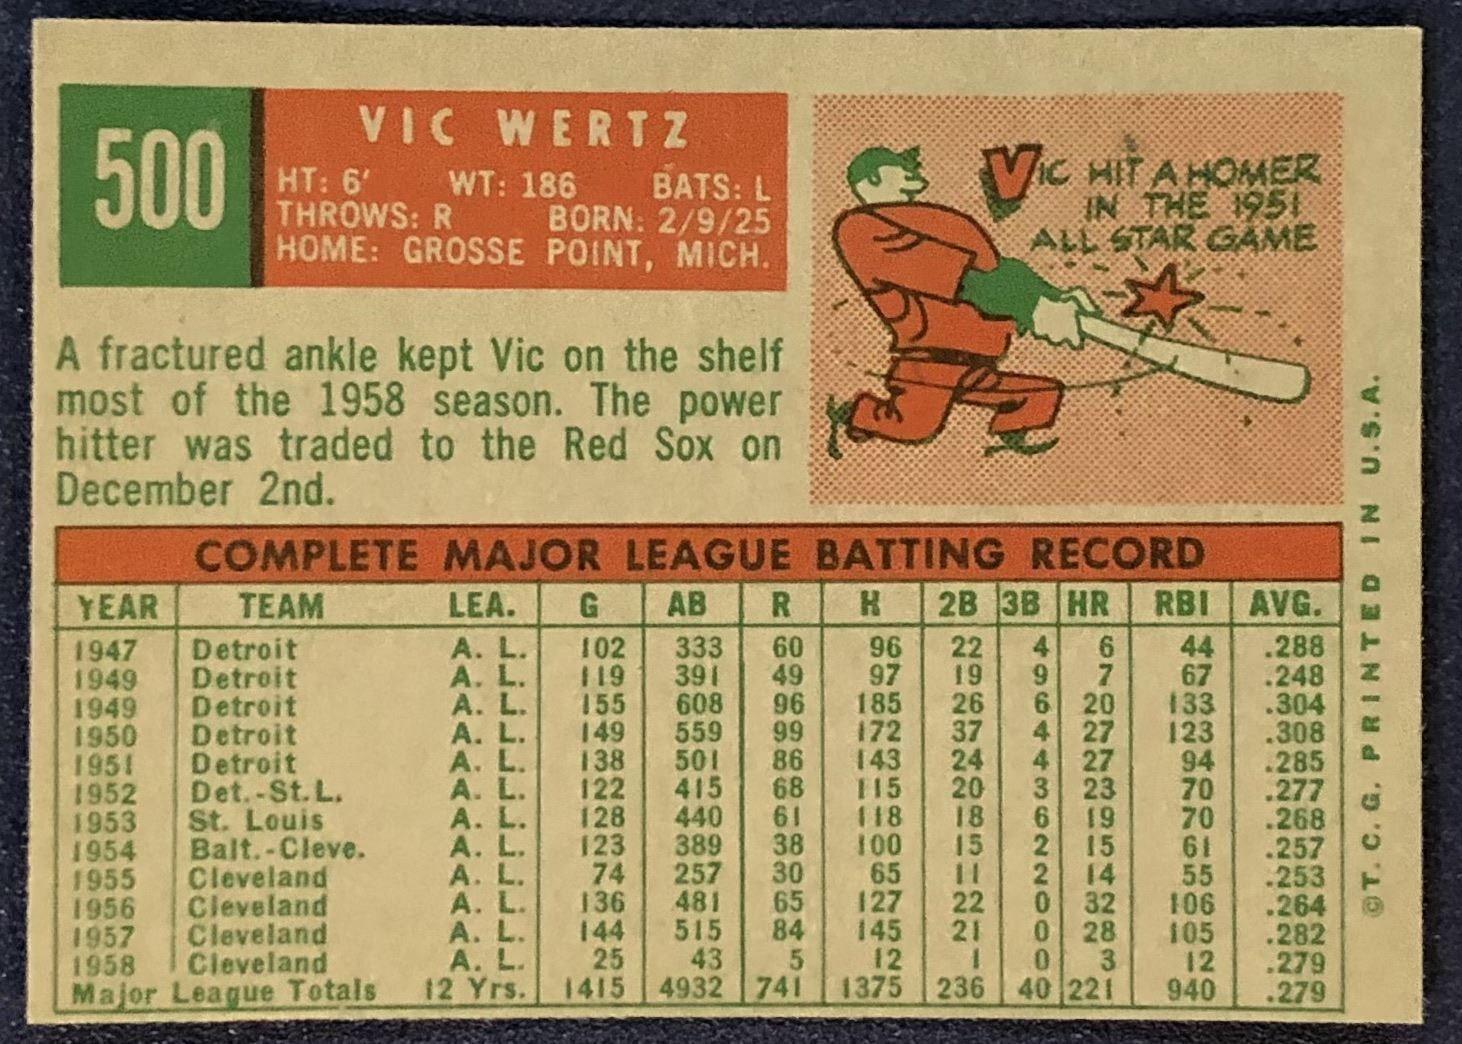 500
VIC WERTZ
HT: 6' WT: 186 BATS: L
THROWS: R BORN: 2/9/25
HOME: GROSSE POINT, MICH.
VIC HIT A HOMER
IN THE 1951
ALL STAR GAME
A fractured ankle kept Vic on the shelf
most of the 1958 season. The power
hitter was traded to the Red Sox on
December 2nd.
COMPLETE MAJOR LEAGUE BATTING RECORD
YEAR TEAM LEA. G AB R H 2B 3B HR RBI AVG.
1947 Detroit A. L. 102 333 60 96 22 4 6 44 .288
1949 Detroit A. L. 119 391 49 97 19 9 7 67 .248
1949 Detroit A. L. 155 608 96 185 26 6 20 133 .304
1950 Detroit A. L. 149 559 99 172 37 4 27 123 .308
1951 Detroit A. L. 138 501 86 143 24 4 27 94 .285
1952 Det.-St.L. A. L. 122 415 68 115 20 3 23 70 .277
1953 St. Louis A. L. 128 440 61 118 18 6 19 70 .268
1954 Balt.-Cleve. A. L. 123 389 38 100 15 2 15 61 .257
1955 Cleveland A. L. 74 257 30 65 11 2 14 55 .253
1956 Cleveland A. L. 136 481 65 127 22 0 32 106 .264
1957 Cleveland A. L. 144 515 84 145 21 0 28 105 .282
1958 Cleveland A. L. 25 43 5 12 1 0 3 12 .279
Major League Totals 12 Yrs. 1415 4932 741 1375 236 40 221 940 .279
©T. C. G. PRINTED IN U.S.A.